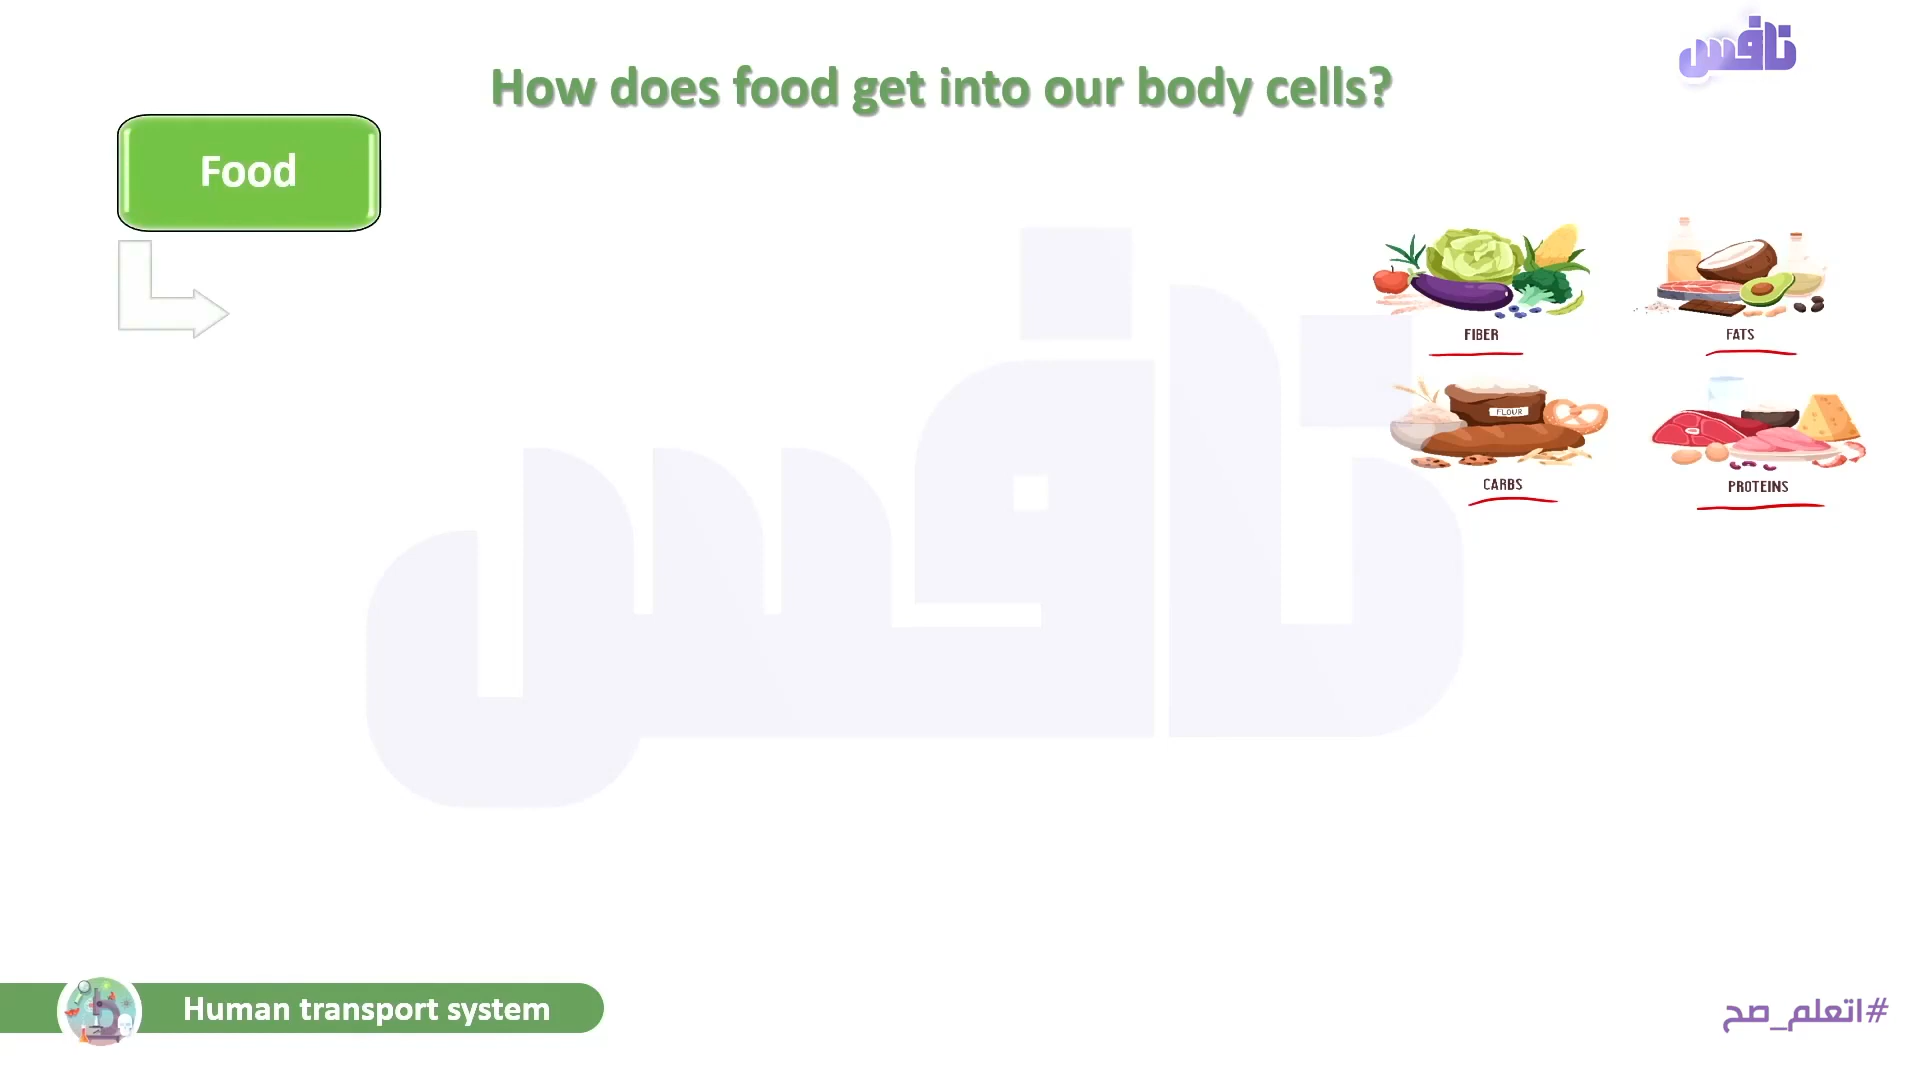 نافس
How does food get into our body cells?
Food
FIBER
FATS
FLOUR
CARBS
PROTEINS
نافس
Human transport system
#اتعلم_صح